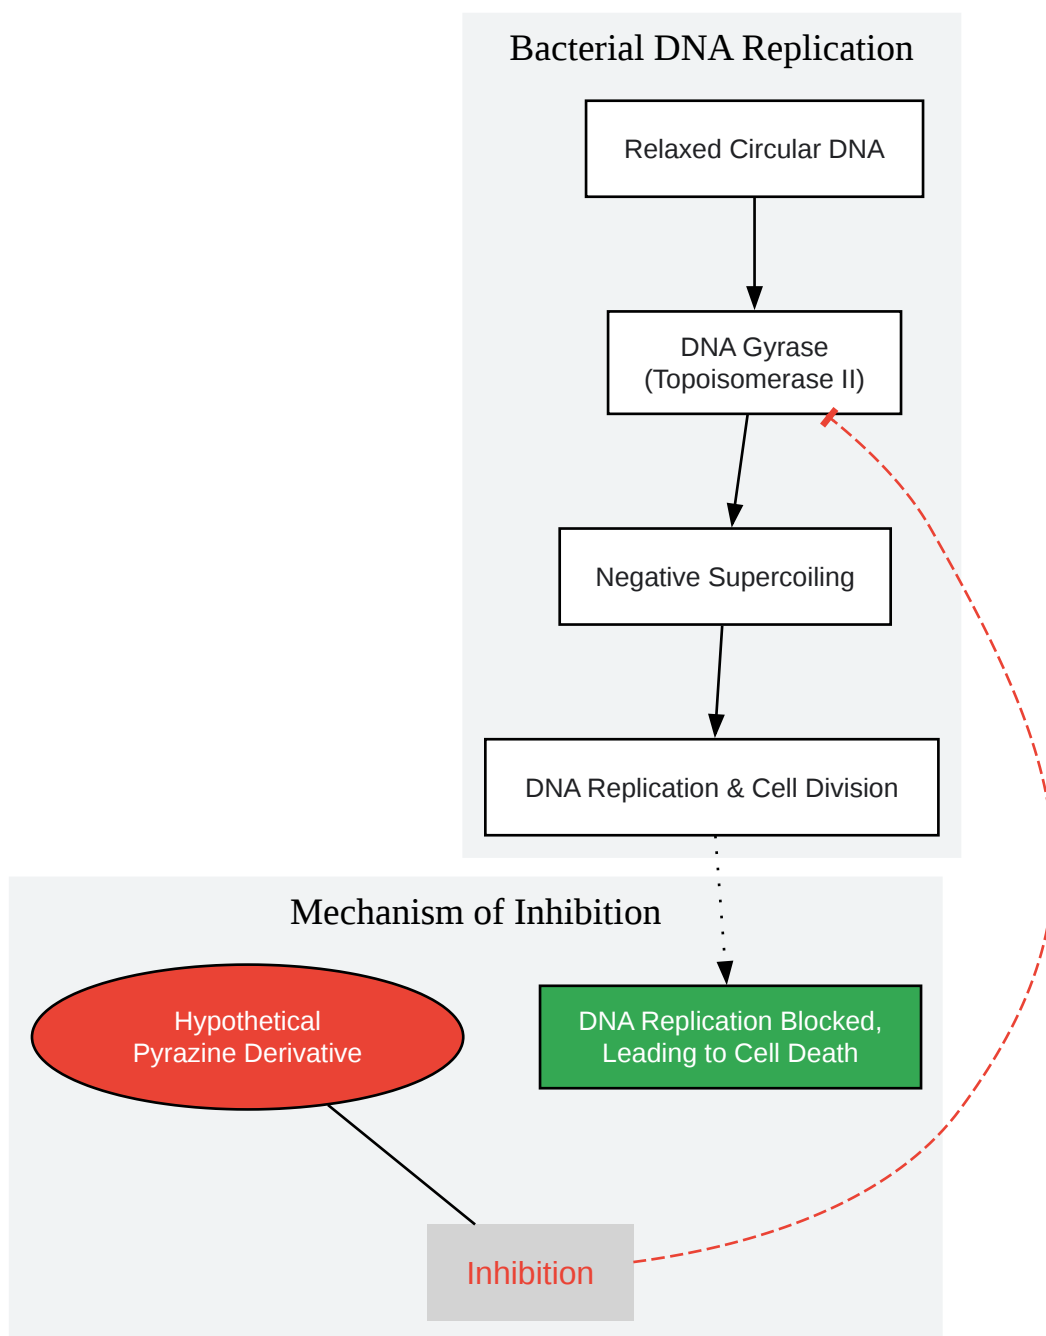 Bacterial DNA Replication
Relaxed Circular DNA
DNA Gyrase
(Topoisomerase II)
Negative Supercoiling
DNA Replication & Cell Division
Mechanism of Inhibition
Hypothetical
Pyrazine Derivative
DNA Replication Blocked,
Leading to Cell Death
Inhibition